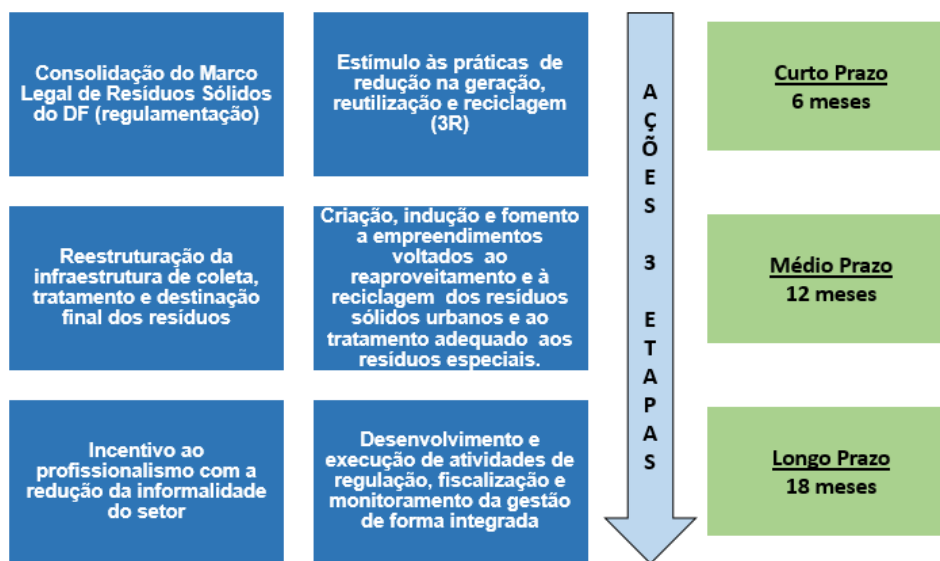 Consolidação do Marco
Legal de Resíduos Sólidos
do DF (regulamentação)
Estímulo às práticas de
redução na geração,
reutilização e reciclagem
(3R)
Reestruturação da
infraestrutura de coleta,
tratamento e destinação
final dos resíduos
Criação, indução e fomento
a empreendimentos
voltados ao
reaproveitamento e à
reciclagem dos resíduos
sólidos urbanos e ao
tratamento adequado aos
resíduos especiais.
Incentivo ao
profissionalismo com a
redução da informalidade
do setor
Desenvolvimento e
execução de atividades de
regulação, fiscalização e
monitoramento da gestão
de forma integrada
A
Ç
Õ
E
S
3
E
T
A
P
A
S
Curto Prazo
6 meses
Médio Prazo
12 meses
Longo Prazo
18 meses